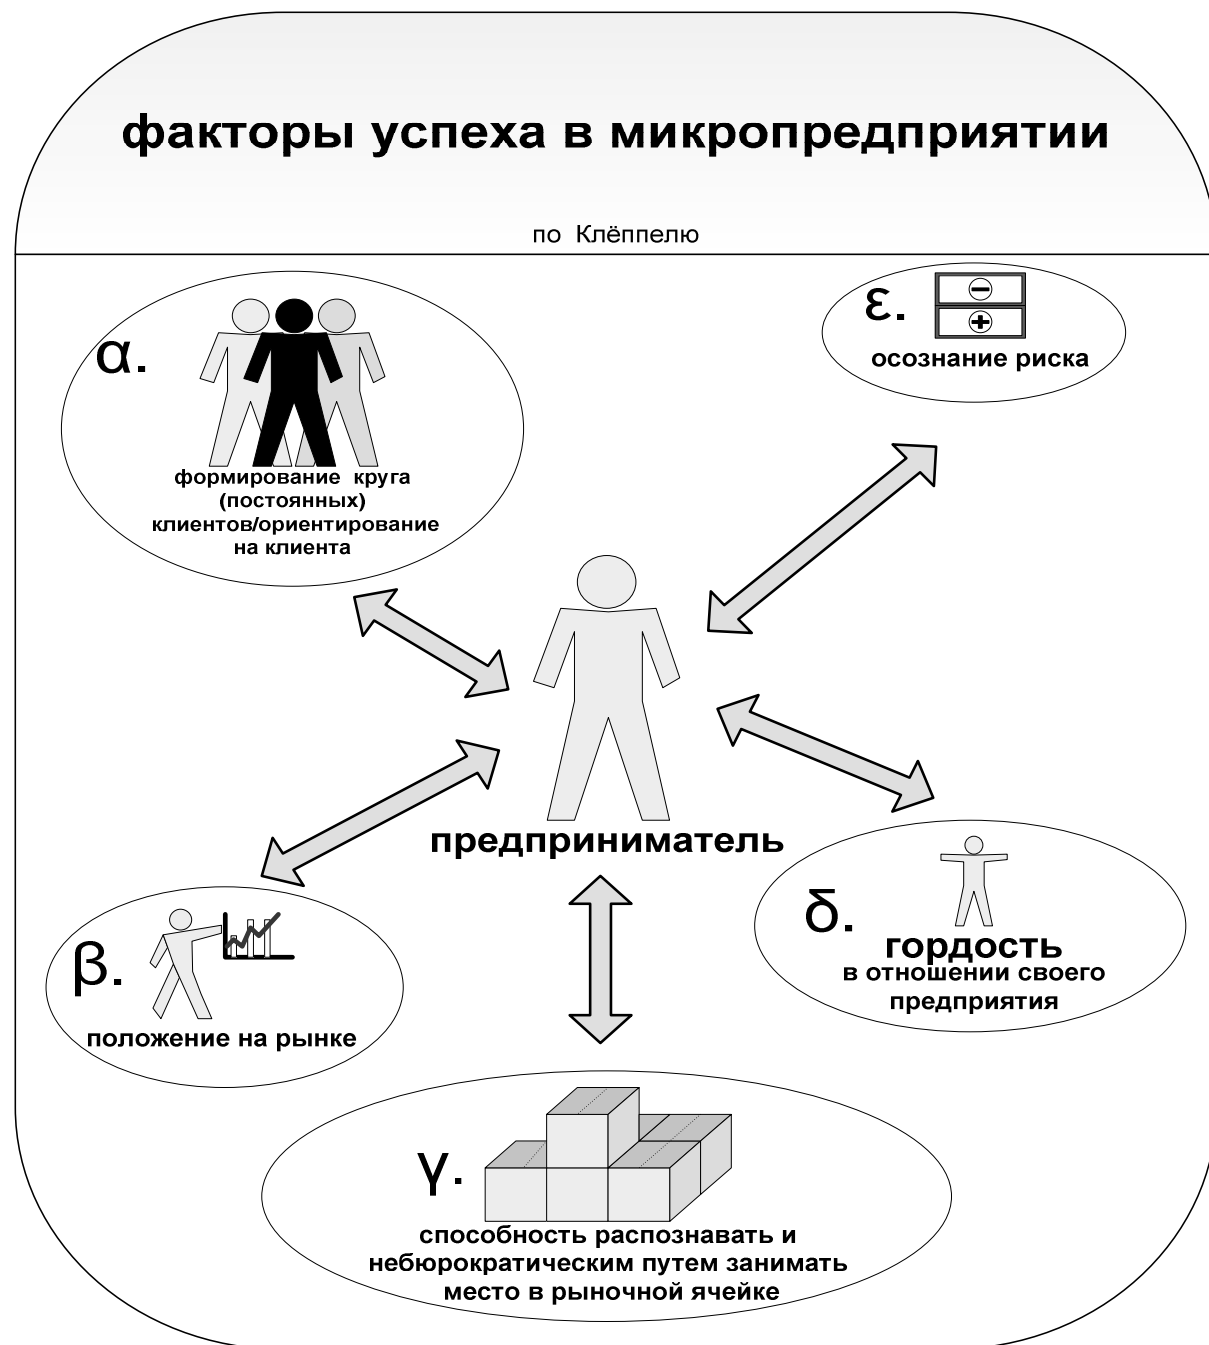 факторы успеха в микропредприятии
по Клёппелю
α.
формирование круга
(постоянных)
клиентов/ориентирование
на клиента
ε.
осознание риска
предприниматель
β.
положение на рынке
δ.
гордость
в отношении своего
предприятия
γ.
способность распознавать и
небюрократическим путем занимать
место в рыночной ячейке